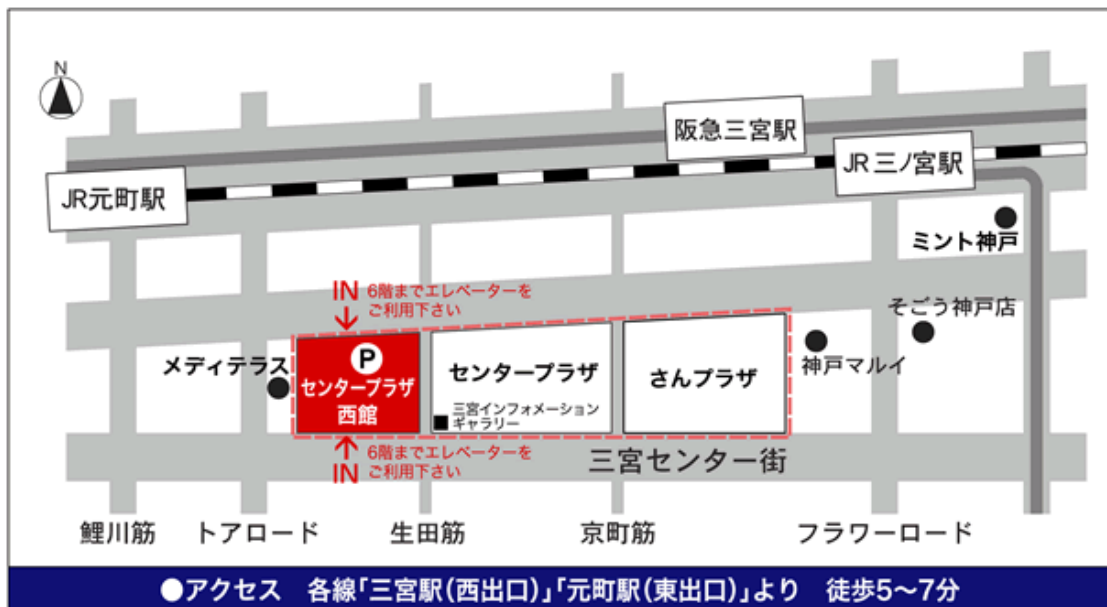 N
阪急三宮駅
JR三ノ宮駅
JR元町駅
ミント神戸
IN 6階までエレベーターを
ご利用下さい
そごう神戸店
神戸マルイ
メディテラス
P
センタープラザ
西館
センタープラザ
三宮インフォメーション
ギャラリー
さんプラザ
IN 6階までエレベーターを
ご利用下さい
三宮センター街
鯉川筋
トアロード
生田筋
京町筋
フラワーロード
●アクセス 各線「三宮駅(西出口)」「元町駅(東出口)」より 徒歩5〜7分